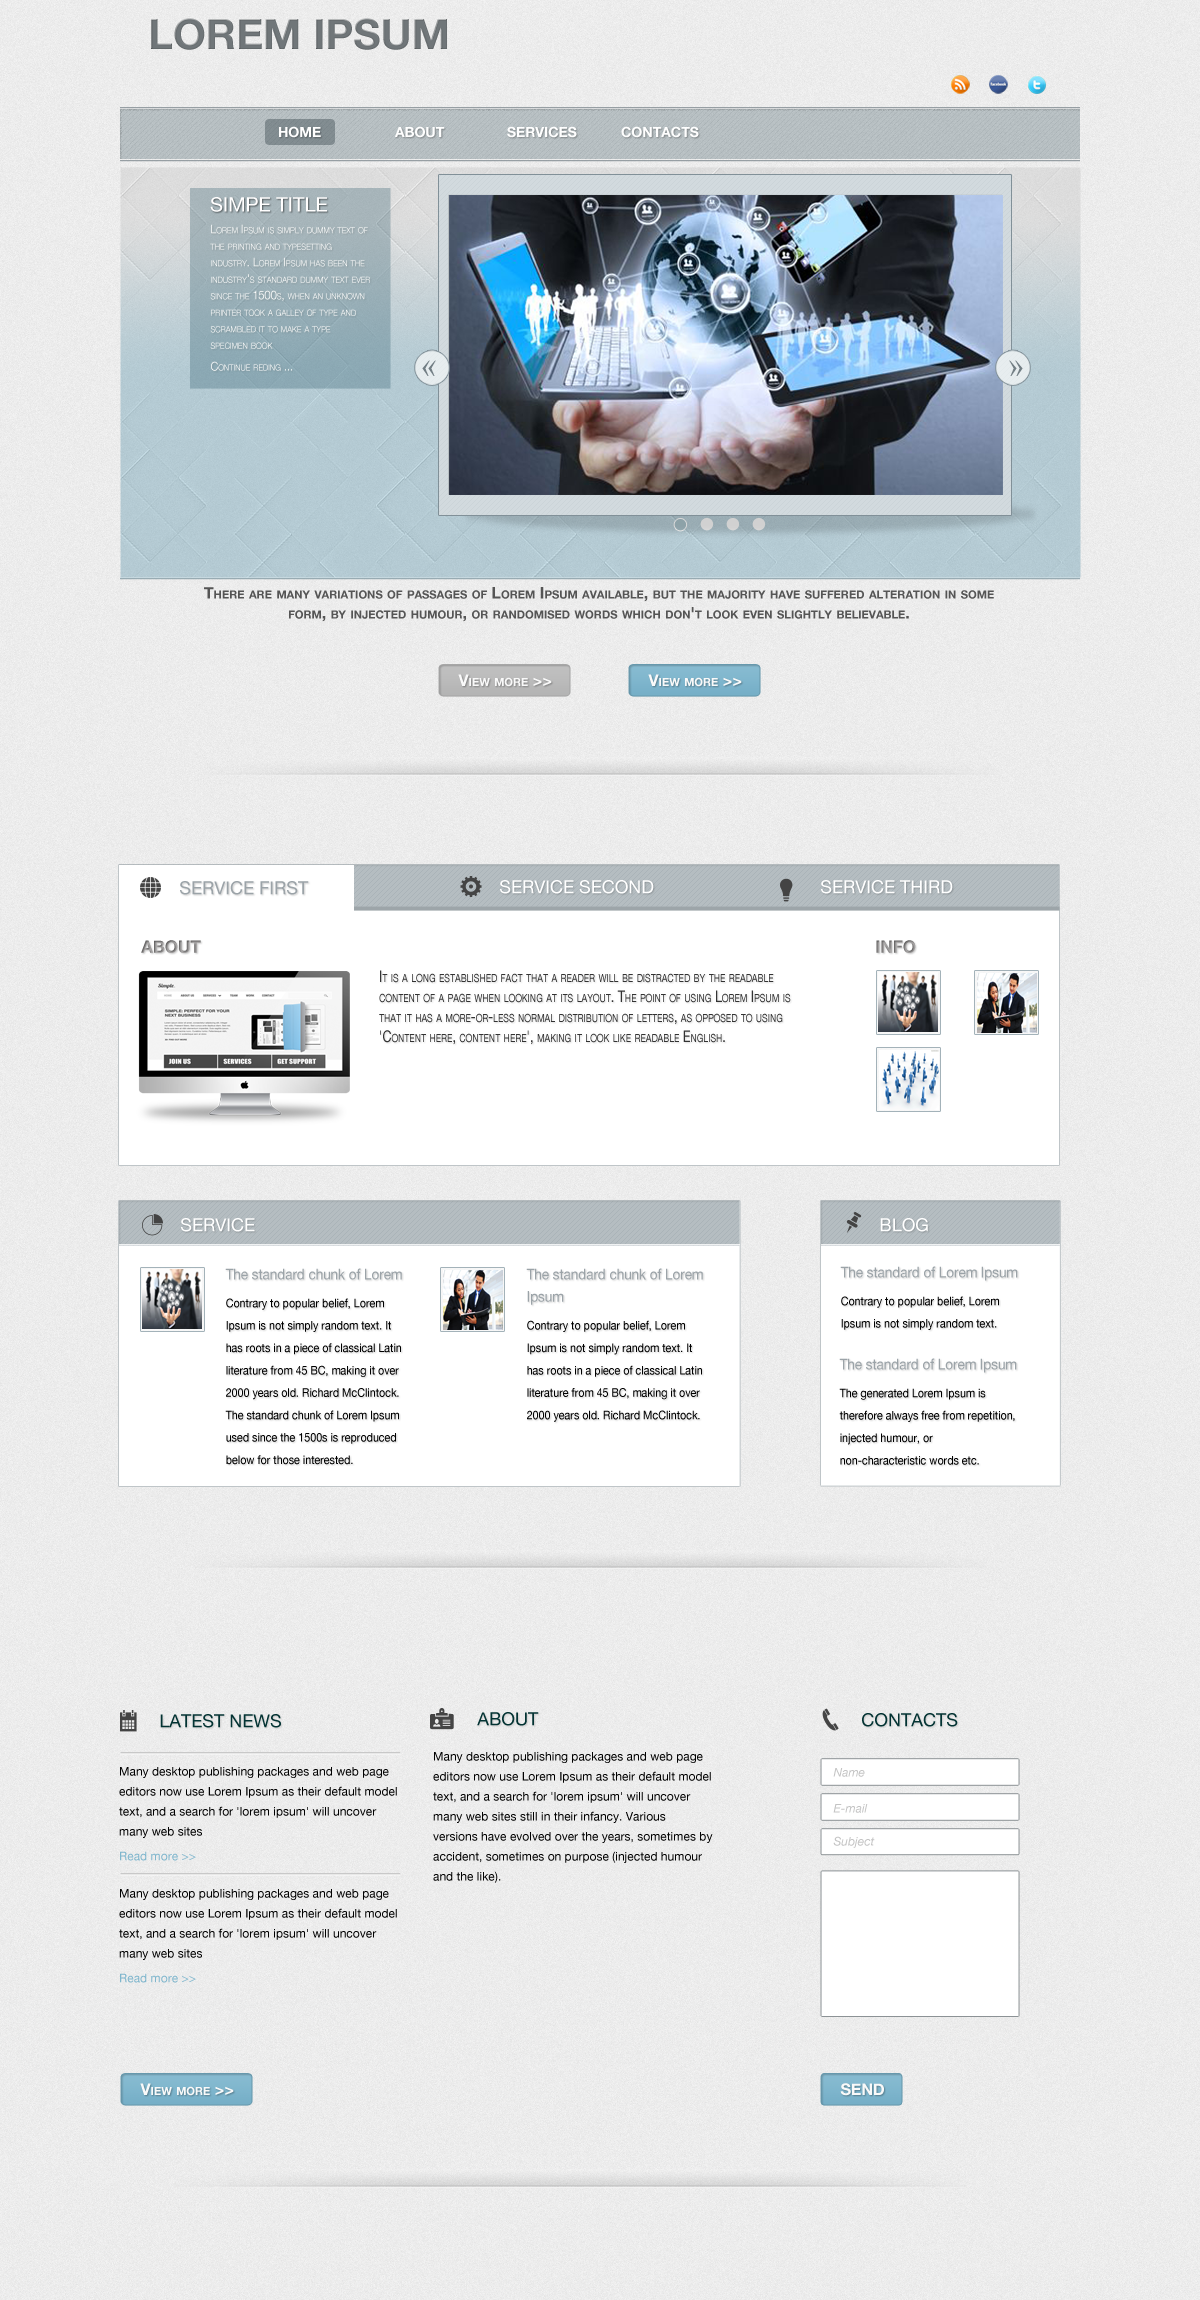 LOREM IPSUM
HOME ABOUT SERVICES CONTACTS
SIMPE TITLE
Lorem Ipsum is simply dummy text of
the printing and typesetting
industry. Lorem Ipsum has been the
industry's standard dummy text ever
since the 1500s, when an unknown
printer took a galley of type and
scrambled it to make a type
specimen book
Continue reding ...
There are many variations of passages of Lorem Ipsum available, but the majority have suffered alteration in some
form, by injected humour, or randomised words which don't look even slightly believable.
View more >> View more >>
SERVICE FIRST SERVICE SECOND SERVICE THIRD
ABOUT
Simple.
SIMPLE: PERFECT FOR YOUR
NEXT BUSINESS
JOIN US SERVICES GET SUPPORT
It is a long established fact that a reader will be distracted by the readable
content of a page when looking at its layout. The point of using Lorem Ipsum is
that it has a more-or-less normal distribution of letters, as opposed to using
'Content here, content here', making it look like readable English.
INFO
SERVICE
The standard chunk of Lorem
Contrary to popular belief, Lorem
Ipsum is not simply random text. It
has roots in a piece of classical Latin
literature from 45 BC, making it over
2000 years old. Richard McClintock.
The standard chunk of Lorem Ipsum
used since the 1500s is reproduced
below for those interested.
The standard chunk of Lorem
Ipsum
Contrary to popular belief, Lorem
Ipsum is not simply random text. It
has roots in a piece of classical Latin
literature from 45 BC, making it over
2000 years old. Richard McClintock.
BLOG
The standard of Lorem Ipsum
Contrary to popular belief, Lorem
Ipsum is not simply random text.
The standard of Lorem Ipsum
The generated Lorem Ipsum is
therefore always free from repetition,
injected humour, or
non-characteristic words etc.
LATEST NEWS
Many desktop publishing packages and web page
editors now use Lorem Ipsum as their default model
text, and a search for 'lorem ipsum' will uncover
many web sites
Read more >>
Many desktop publishing packages and web page
editors now use Lorem Ipsum as their default model
text, and a search for 'lorem ipsum' will uncover
many web sites
Read more >>
View more >>
ABOUT
Many desktop publishing packages and web page
editors now use Lorem Ipsum as their default model
text, and a search for 'lorem ipsum' will uncover
many web sites still in their infancy. Various
versions have evolved over the years, sometimes by
accident, sometimes on purpose (injected humour
and the like).
CONTACTS
Name
E-mail
Subject
SEND